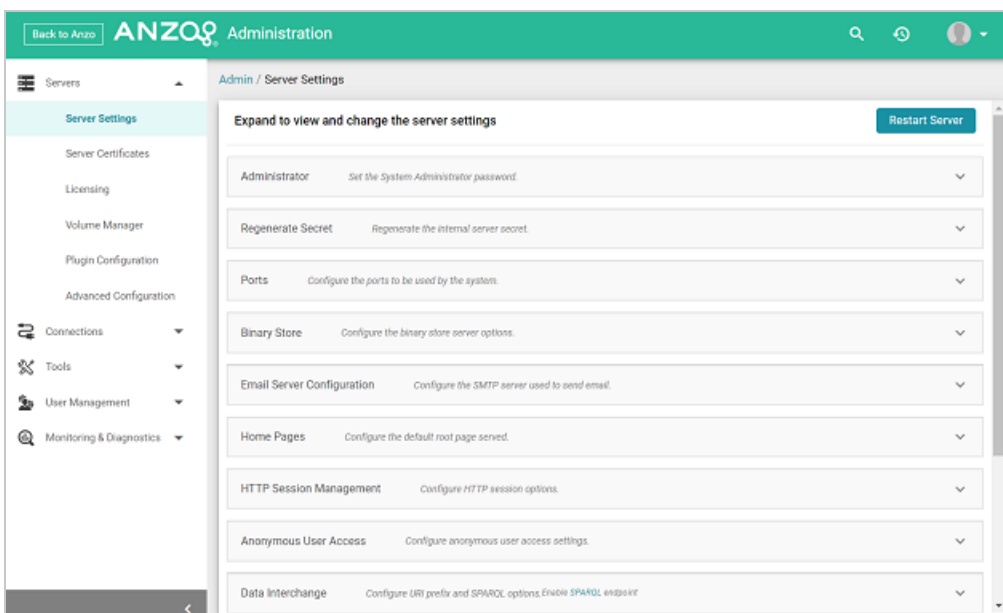 Back to Anzo ANZO Administration
Servers
Server Settings
Server Certificates
Licensing
Volume Manager
Plugin Configuration
Advanced Configuration
Connections
Tools
User Management
Monitoring & Diagnostics
Admin / Server Settings
Expand to view and change the server settings Restart Server
Administrator Set the System Administrator password.
Regenerate Secret Regenerate the internal server secret.
Ports Configure the ports to be used by the system.
Binary Store Configure the binary store server options.
Email Server Configuration Configure the SMTP server used to send email.
Home Pages Configure the default root page served.
HTTP Session Management Configure HTTP session options.
Anonymous User Access Configure anonymous user access settings.
Data Interchange Configure URI prefix and SPARQL options.Enable SPARQL endpoint